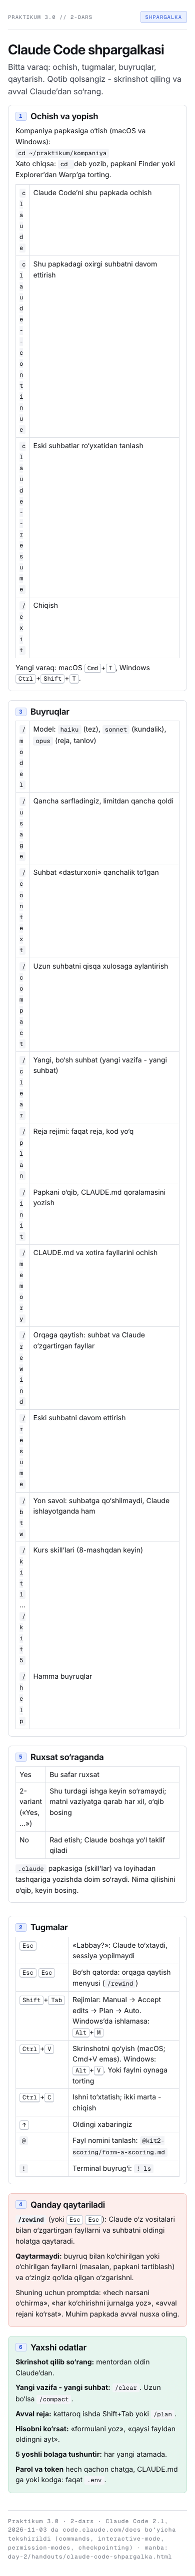 PRAKTIKUM 3.0 // 2-DARS
SHPARGALKA
Claude Code shpargalkasi
Bitta varaq: ochish, tugmalar, buyruqlar,
qaytarish. Qotib qolsangiz - skrinshot qiling va
avval Claude’dan so‘rang.
1 Ochish va yopish
Kompaniya papkasiga o‘tish (macOS va
Windows):
cd ~/praktikum/kompaniya
Xato chiqsa: cd deb yozib, papkani Finder yoki
Explorer’dan Warp’ga torting.
claude Claude Code’ni shu papkada ochish
claude --continue Shu papkadagi oxirgi suhbatni davom
ettirish
claude --resume Eski suhbatlar ro‘yxatidan tanlash
/exit Chiqish
Yangi varaq: macOS Cmd+T, Windows
Ctrl+Shift+T.
3 Buyruqlar
/model Model: haiku (tez), sonnet (kundalik),
opus (reja, tanlov)
/usage Qancha sarfladingiz, limitdan qancha qoldi
/context Suhbat «dasturxoni» qanchalik to‘lgan
/compact Uzun suhbatni qisqa xulosaga aylantirish
/clear Yangi, bo‘sh suhbat (yangi vazifa - yangi
suhbat)
/plan Reja rejimi: faqat reja, kod yo‘q
/init Papkani o‘qib, CLAUDE.md qoralamasini
yozish
/memory CLAUDE.md va xotira fayllarini ochish
/rewind Orqaga qaytish: suhbat va Claude
o‘zgartirgan fayllar
/resume Eski suhbatni davom ettirish
/btw Yon savol: suhbatga qo‘shilmaydi, Claude
ishlayotganda ham
/kit1…/kit5 Kurs skill’lari (8-mashqdan keyin)
/help Hamma buyruqlar
5 Ruxsat so‘raganda
Yes Bu safar ruxsat
2-variant («Yes, …») Shu turdagi ishga keyin so‘ramaydi;
matni vaziyatga qarab har xil, o‘qib
bosing
No Rad etish; Claude boshqa yo‘l taklif
qiladi
.claude papkasiga (skill’lar) va loyihadan
tashqariga yozishda doim so‘raydi. Nima qilishini
o‘qib, keyin bosing.
2 Tugmalar
Esc «Labbay?»: Claude to‘xtaydi,
sessiya yopilmaydi
Esc Esc Bo‘sh qatorda: orqaga qaytish
menyusi (/rewind)
Shift+Tab Rejimlar: Manual → Accept
edits → Plan → Auto.
Windows’da ishlamasa:
Alt+M
Ctrl+V Skrinshotni qo‘yish (macOS;
Cmd+V emas). Windows:
Alt+V. Yoki faylni oynaga
torting
Ctrl+C Ishni to‘xtatish; ikki marta -
chiqish
↑ Oldingi xabaringiz
@ Fayl nomini tanlash: @kit2-
scoring/form-a-scoring.md
! Terminal buyrug‘i: ! ls
4 Qanday qaytariladi
/rewind (yoki Esc Esc): Claude o‘z vositalari
bilan o‘zgartirgan fayllarni va suhbatni oldingi
holatga qaytaradi.
Qaytarmaydi: buyruq bilan ko‘chirilgan yoki
o‘chirilgan fayllarni (masalan, papkani tartiblash)
va o‘zingiz qo‘lda qilgan o‘zgarishlarni.
Shuning uchun promptda: «hech narsani
o‘chirma», «har ko‘chirishni jurnalga yoz», «avval
rejani ko‘rsat». Muhim papkada avval nusxa oling.
6 Yaxshi odatlar
Skrinshot qilib so‘rang: mentordan oldin
Claude’dan.
Yangi vazifa - yangi suhbat: /clear. Uzun
bo‘lsa /compact.
Avval reja: kattaroq ishda Shift+Tab yoki /plan.
Hisobni ko‘rsat: «formulani yoz», «qaysi fayldan
oldingni ayt».
5 yoshli bolaga tushuntir: har yangi atamada.
Parol va token hech qachon chatga, CLAUDE.md
ga yoki kodga: faqat .env.
Praktikum 3.0 · 2-dars · Claude Code 2.1,
2026-11-03 da code.claude.com/docs bo‘yicha
tekshirildi (commands, interactive-mode,
permission-modes, checkpointing) · manba:
day-2/handouts/claude-code-shpargalka.html